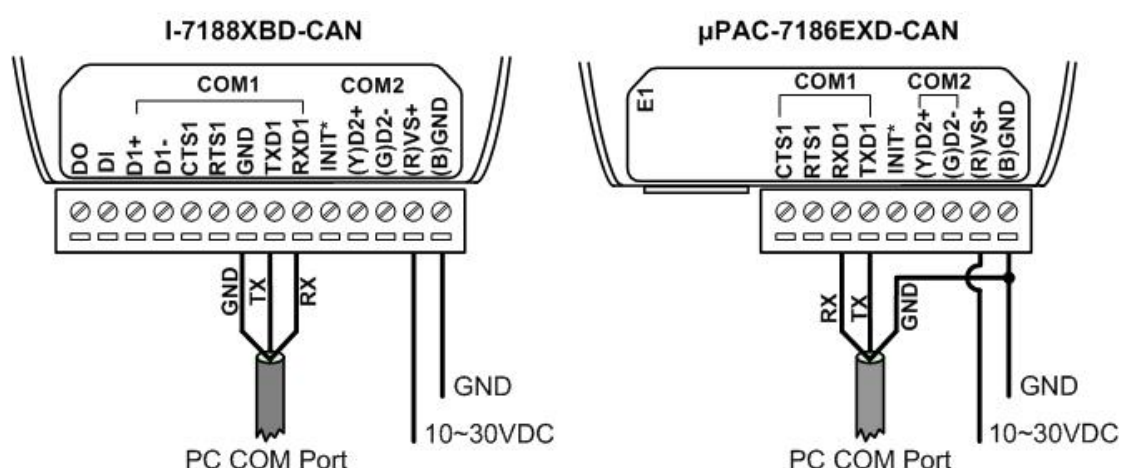 I-7188XBD-CAN
COM1
COM2
DO
DI
D1+
D1-
CTS1
RTS1
GND
TXD1
RXD1
INIT*
(Y)D2+
(G)D2-
(R)VS+
(B)GND
GND
TX
RX
GND
10~30VDC
PC COM Port
µPAC-7186EXD-CAN
E1
COM1
COM2
CTS1
RTS1
RXD1
TXD1
INIT*
(Y)D2+
(G)D2-
(R)VS+
(B)GND
RX
TX
GND
GND
10~30VDC
PC COM Port